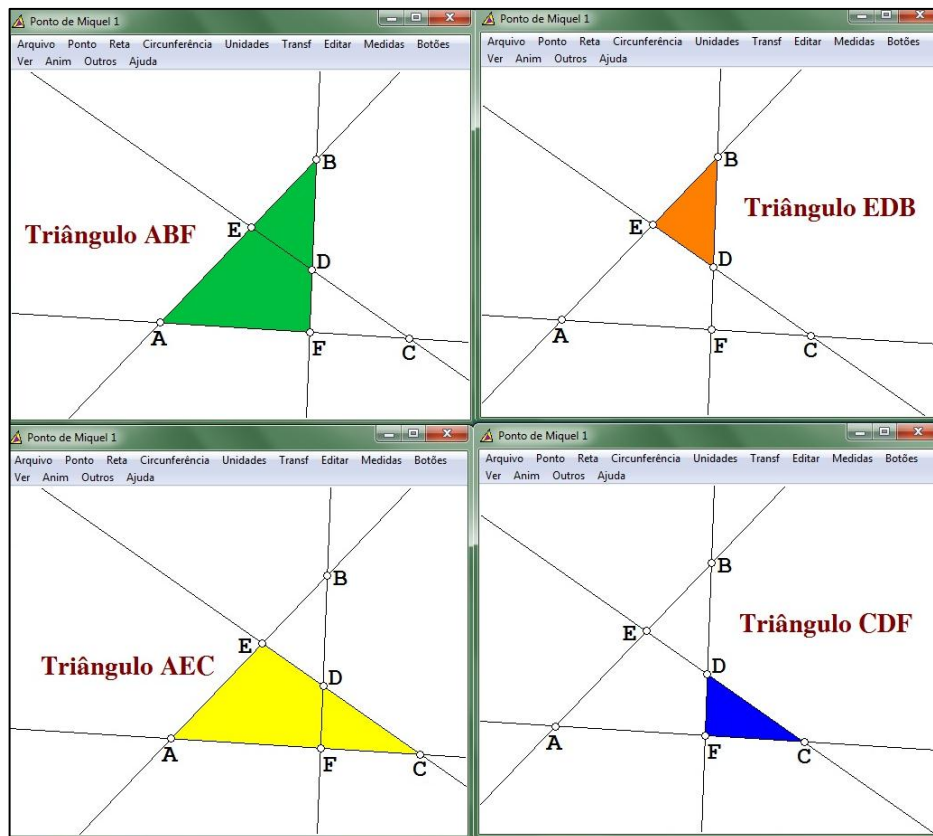 Ponto de Miquel 1
Arquivo Ponto Reta Circunferência Unidades Transf Editar Medidas Botões
Ver Anim Outros Ajuda
B
E
Triângulo ABF
D
A
F
C
Ponto de Miquel 1
Arquivo Ponto Reta Circunferência Unidades Transf Editar Medidas Botões
Ver Anim Outros Ajuda
B
Triângulo EDB
E
D
A
F
C
Ponto de Miquel 1
Arquivo Ponto Reta Circunferência Unidades Transf Editar Medidas Botões
Ver Anim Outros Ajuda
B
E
Triângulo AEC
D
A
F
C
Ponto de Miquel 1
Arquivo Ponto Reta Circunferência Unidades Transf Editar Medidas Botões
Ver Anim Outros Ajuda
B
Triângulo CDF
E
D
A
F
C